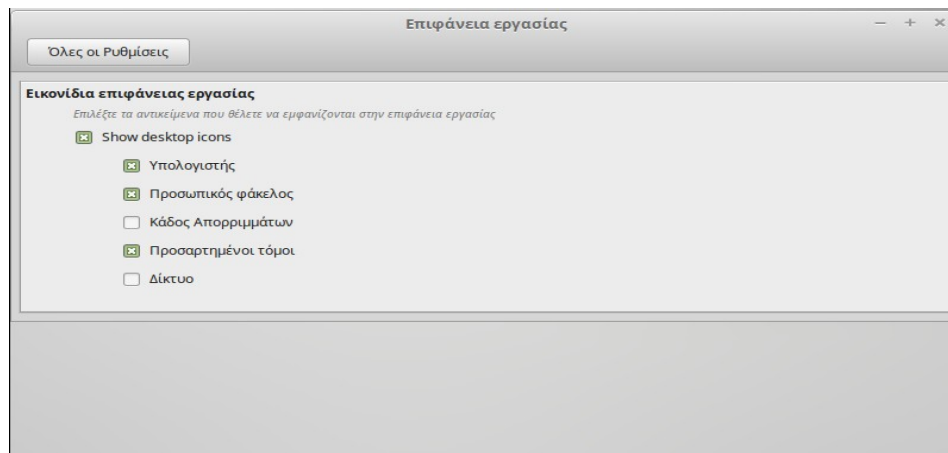 Επιφάνεια εργασίας
Όλες οι Ρυθμίσεις
Εικονίδια επιφάνειας εργασίας
Επιλέξτε τα αντικείμενα που θέλετε να εμφανίζονται στην επιφάνεια εργασίας
Show desktop icons
Υπολογιστής
Προσωπικός φάκελος
Κάδος Απορριμμάτων
Προσαρτημένοι τόμοι
Δίκτυο